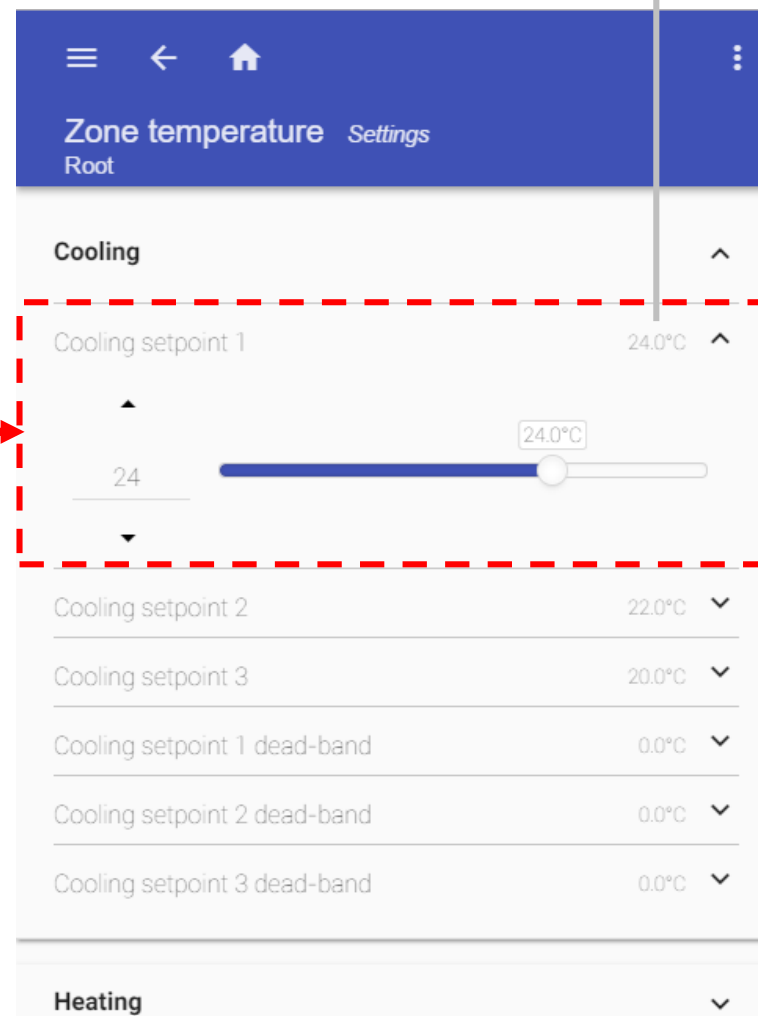 Zone temperature Settings
Root
Cooling
Cooling setpoint 1 24.0°C
24.0°C
24
Cooling setpoint 2 22.0°C
Cooling setpoint 3 20.0°C
Cooling setpoint 1 dead-band 0.0°C
Cooling setpoint 2 dead-band 0.0°C
Cooling setpoint 3 dead-band 0.0°C
Heating